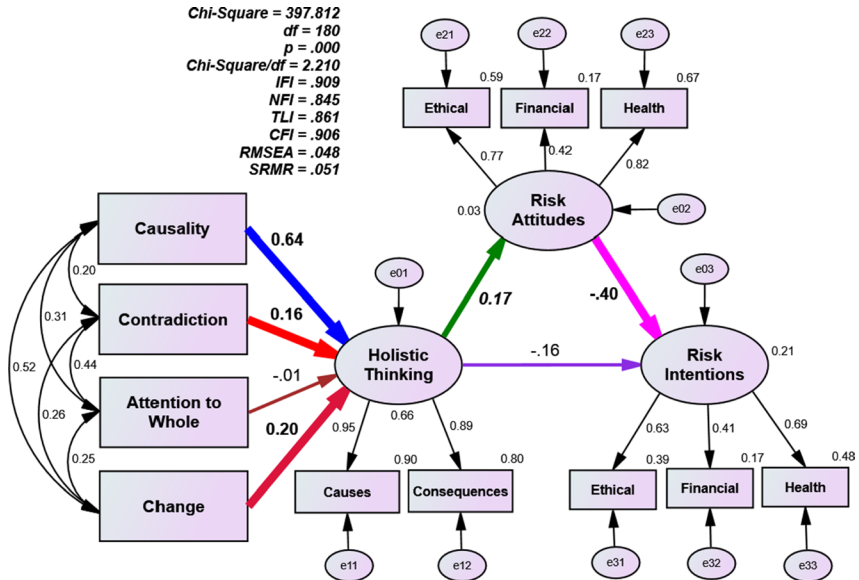 Chi-Square = 397.812
df = 180
p = .000
Chi-Square/df = 2.210
IFI = .909
NFI = .845
TLI = .861
CFI = .906
RMSEA = .048
SRMR = .051
e21
e22
e23
0.59
0.17
0.67
Ethical
Financial
Health
0.77
.42
0.82
Risk
Attitudes
0.03
e02
Causality
Contradiction
Attention to
Whole
Change
0.20
0.31
0.44
0.52
0.26
0.25
0.64
0.16
-.01
0.20
e01
Holistic
Thinking
0.66
0.17
-.40
-.16
e03
Risk
Intentions
0.21
0.95
0.89
0.90
0.80
Causes
Consequences
e11
e12
0.63
0.41
0.69
0.39
0.17
0.48
Ethical
Financial
Health
e31
e32
e33